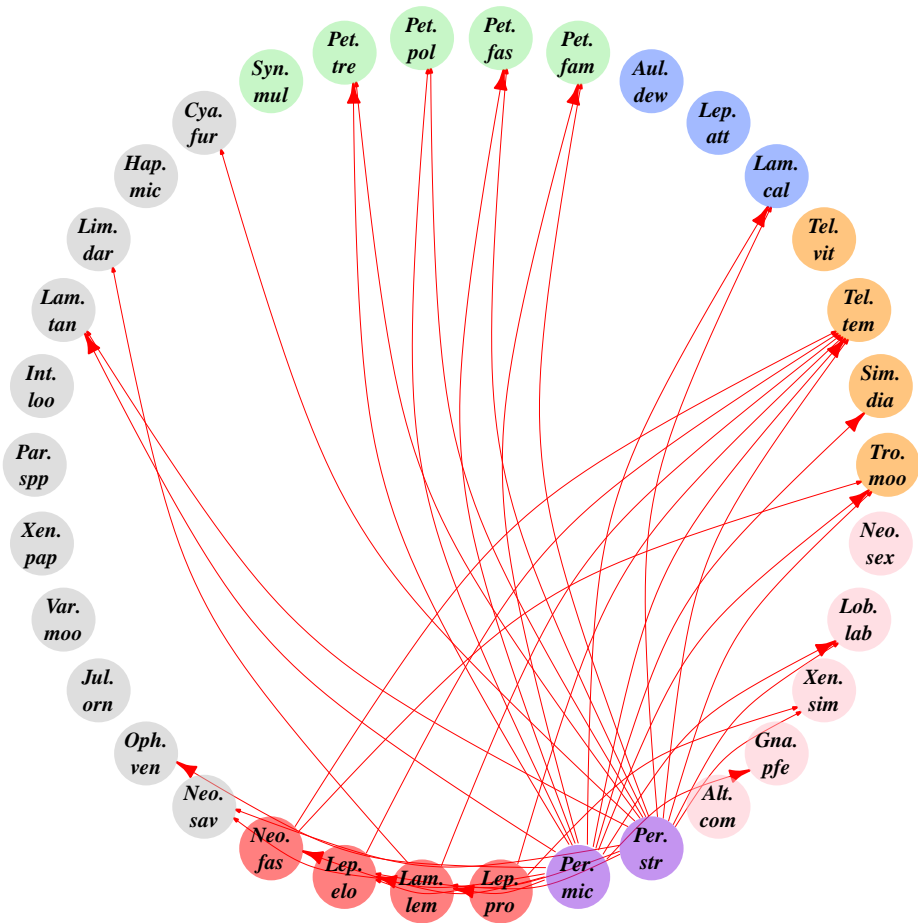 Pet.
pol
Pet.
fas
Pet.
tre
Pet.
fam
Syn.
mul
Aul.
dew
Cya.
fur
Lep.
att
Hap.
mic
Lam.
cal
Lim.
dar
Tel.
vit
Lam.
tan
Tel.
tem
Int.
loo
Sim.
dia
Par.
spp
Tro.
moo
Xen.
pap
Neo.
sex
Var.
moo
Lob.
lab
Jul.
orn
Xen.
sim
Oph.
ven
Gna.
pfe
Neo.
sav
Alt.
com
Neo.
fas
Per.
str
Lep.
elo
Per.
mic
Lam.
lem
Lep.
pro